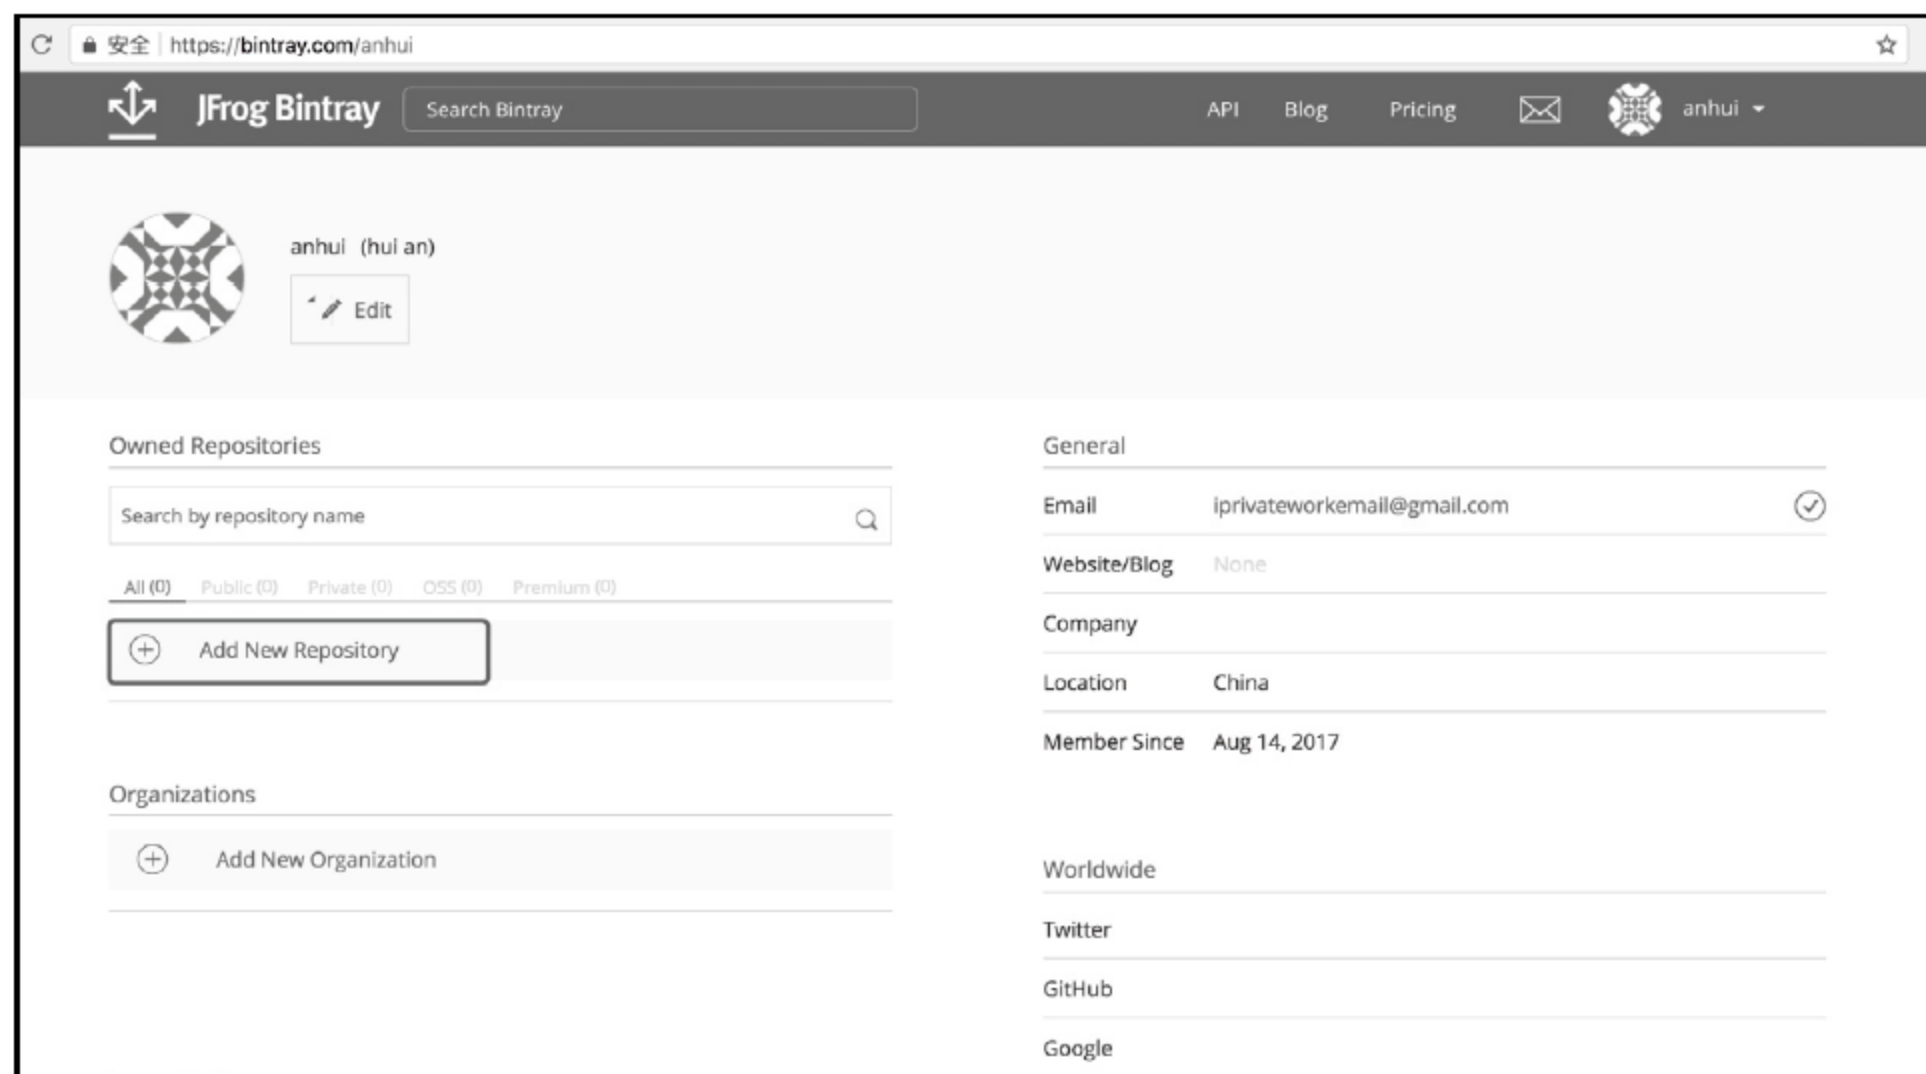 安全 https://bintray.com/anhui
JFrog Bintray Search Bintray API Blog Pricing anhui
anhui (hui an)
Edit
Owned Repositories
Search by repository name
All (0) Public (0) Private (0) OSS (0) Premium (0)
Add New Repository
Organizations
Add New Organization
General
Email iprivateworkemail@gmail.com
Website/Blog None
Company
Location China
Member Since Aug 14, 2017
Worldwide
Twitter
GitHub
Google